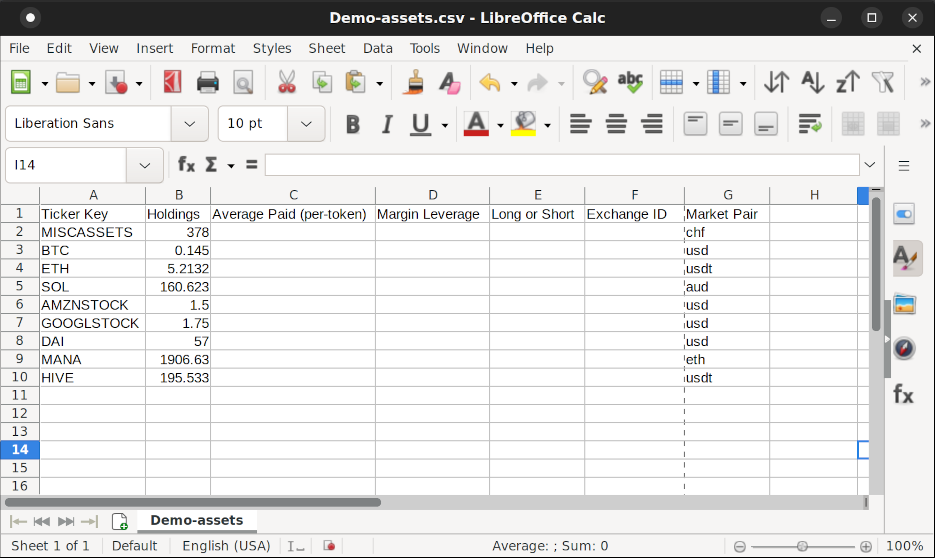 Demo-assets.csv - LibreOffice Calc
File Edit View Insert Format Styles Sheet Data Tools Window Help
abc
Liberation Sans 10 pt B I U A
I14 fx Σ =
A B C D E F G H
1 Ticker Key Holdings Average Paid (per-token) Margin Leverage Long or Short Exchange ID Market Pair
2 MISCASSETS 378 chf
3 BTC 0.145 usd
4 ETH 5.2132 usdt
5 SOL 160.623 aud
6 AMZNSTOCK 1.5 usd
7 GOOGLSTOCK 1.75 usd
8 DAI 57 usd
9 MANA 1906.63 eth
10 HIVE 195.533 usdt
11
12
13
14
15
16
fx
Demo-assets
Sheet 1 of 1 Default English (USA) Average: ; Sum: 0 100%